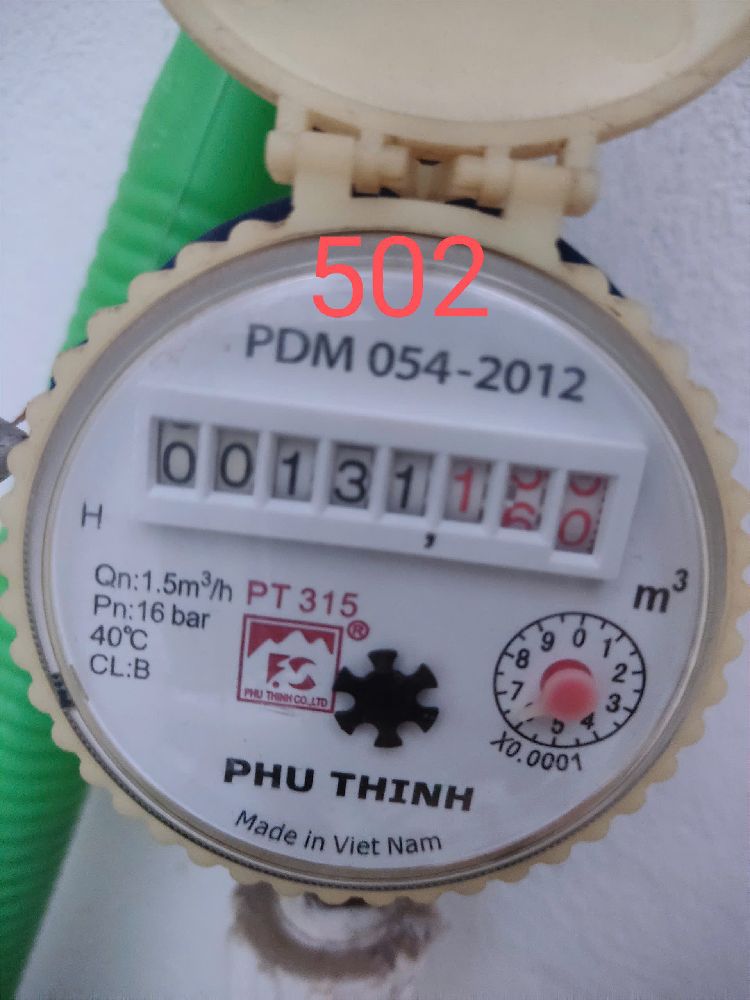 502
PDM 054-2012
00131,160
H
m³
Qn:1.5m³/h
Pn:16 bar
40°C
CL:B
PT 315
®
PHU THINH CO.,LTD
0 1 2 3 4 5 7 8 9
X0.0001
PHU THINH
Made in Viet Nam